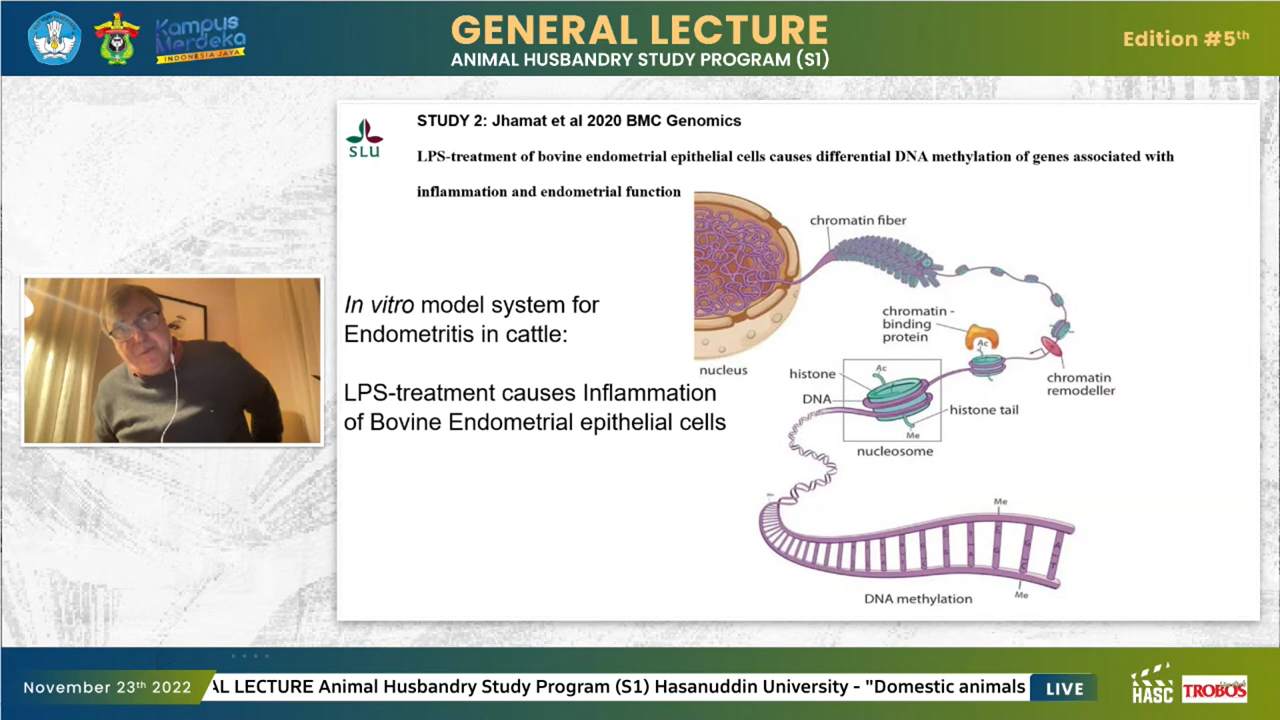 Kampus
Merdeka
INDONESIA JAYA
GENERAL LECTURE
ANIMAL HUSBANDRY STUDY PROGRAM (S1)
Edition #5th
SLU
STUDY 2: Jhamat et al 2020 BMC Genomics
LPS-treatment of bovine endometrial epithelial cells causes differential DNA methylation of genes associated with
inflammation and endometrial function
In vitro model system for
Endometritis in cattle:
LPS-treatment causes Inflammation
of Bovine Endometrial epithelial cells
chromatin fiber
nucleus
chromatin -
binding
protein
Ac
chromatin
remodeller
histone
DNA
Ac
histone tail
Me
nucleosome
Me
Me
DNA methylation
November 23th 2022
AL LECTURE Animal Husbandry Study Program (S1) Hasanuddin University - "Domestic animals
LIVE
HASC
TROBOS